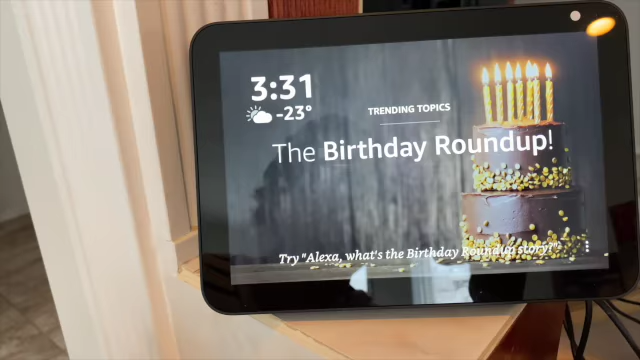 3:31
-23°
TRENDING TOPICS
The Birthday Roundup!
Try "Alexa, what's the Birthday Roundup story?"